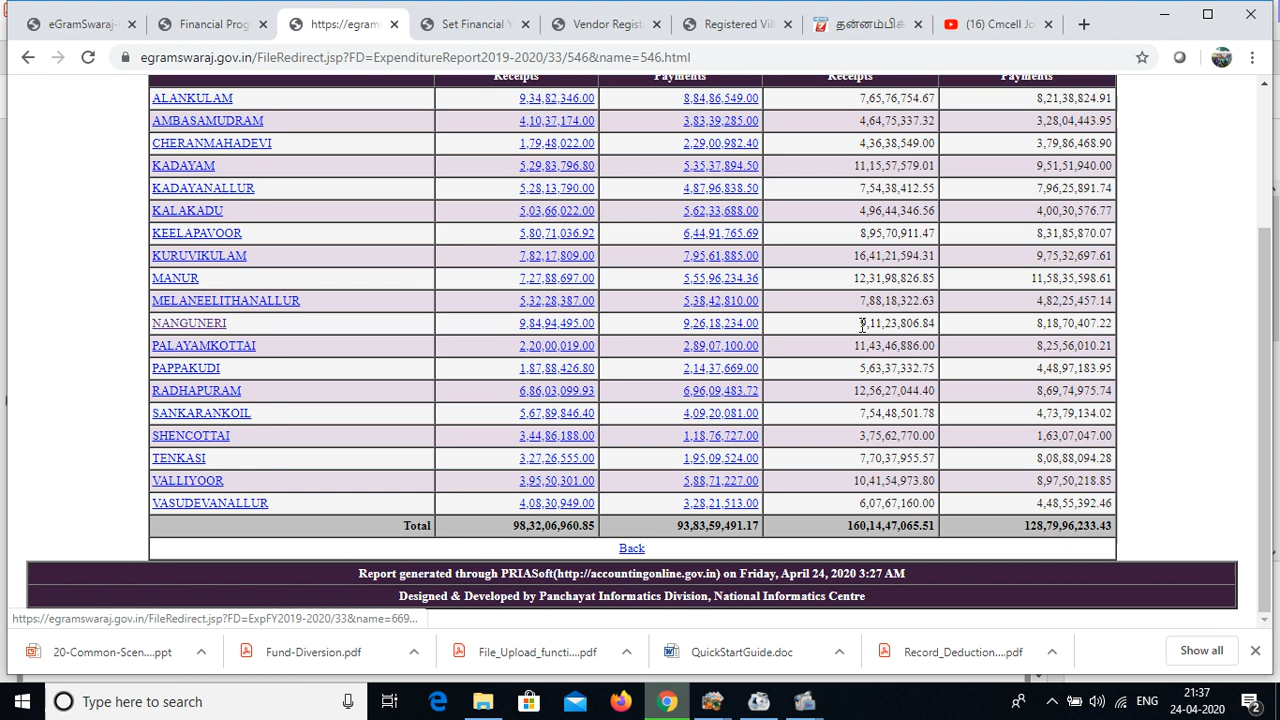 eGramSwaraj-
Financial Prog
https://egram
Set Financial Y
Vendor Regist
Registered Vill
தன்னம்பிக்
(16) Cmcell Jo
egramswaraj.gov.in/FileRedirect.jsp?FD=ExpenditureReport2019-2020/33/546&name=546.html
Receipts Payments Receipts Payments
ALANKULAM 9,34,82,346.00 8,84,86,549.00 7,65,76,754.67 8,21,38,824.91
AMBASAMUDRAM 4,10,37,174.00 3,83,39,285.00 4,64,75,337.32 3,28,04,443.95
CHERANMAHADEVI 1,79,48,022.00 2,29,00,982.40 4,36,38,549.00 3,79,86,468.90
KADAYAM 5,29,83,796.80 5,35,37,894.50 11,15,57,579.01 9,51,51,940.00
KADAYANALLUR 5,28,13,790.00 4,87,96,838.50 7,54,38,412.55 7,96,25,891.74
KALAKADU 5,03,66,022.00 5,62,33,688.00 4,96,44,346.56 4,00,30,576.77
KEELAPAVOOR 5,80,71,036.92 6,44,91,765.69 8,95,70,911.47 8,31,85,870.07
KURUVIKULAM 7,82,17,809.00 7,95,61,885.00 16,41,21,594.31 9,75,32,697.61
MANUR 7,27,88,697.00 5,55,96,234.36 12,31,98,826.85 11,58,35,598.61
MELANEELITHANALLUR 5,32,28,387.00 5,38,42,810.00 7,88,18,322.63 4,82,25,457.14
NANGUNERI 9,84,94,495.00 9,26,18,234.00 9,11,23,806.84 8,18,70,407.22
PALAYAMKOTTAI 2,20,00,019.00 2,89,07,100.00 11,43,46,886.00 8,25,56,010.21
PAPPAKUDI 1,87,88,426.80 2,14,37,669.00 5,63,37,332.75 4,48,97,183.95
RADHAPURAM 6,86,03,099.93 6,96,09,483.72 12,56,27,044.40 8,69,74,975.74
SANKARANKOIL 5,67,89,846.40 4,09,20,081.00 7,54,48,501.78 4,73,79,134.02
SHENCOTTAI 3,44,86,188.00 1,18,76,727.00 3,75,62,770.00 1,63,07,047.00
TENKASI 3,27,26,555.00 1,95,09,524.00 7,70,37,955.57 8,08,88,094.28
VALLIYOOR 3,95,50,301.00 5,88,71,227.00 10,41,54,973.80 8,97,50,218.85
VASUDEVANALLUR 4,08,30,949.00 3,28,21,513.00 6,07,67,160.00 4,48,55,392.46
Total 98,32,06,960.85 93,83,59,491.17 160,14,47,065.51 128,79,96,233.43
Back
Report generated through PRIASoft(http://accountingonline.gov.in) on Friday, April 24, 2020 3:27 AM
Designed & Developed by Panchayat Informatics Division, National Informatics Centre
https://egramswaraj.gov.in/FileRedirect.jsp?FD=ExpFY2019-2020/33&name=669...
20-Common-Scen....ppt
Fund-Diversion.pdf
File_Upload_functi....pdf
QuickStartGuide.doc
Record_Deduction....pdf
Show all
Type here to search
ENG
21:37
24-04-2020
2